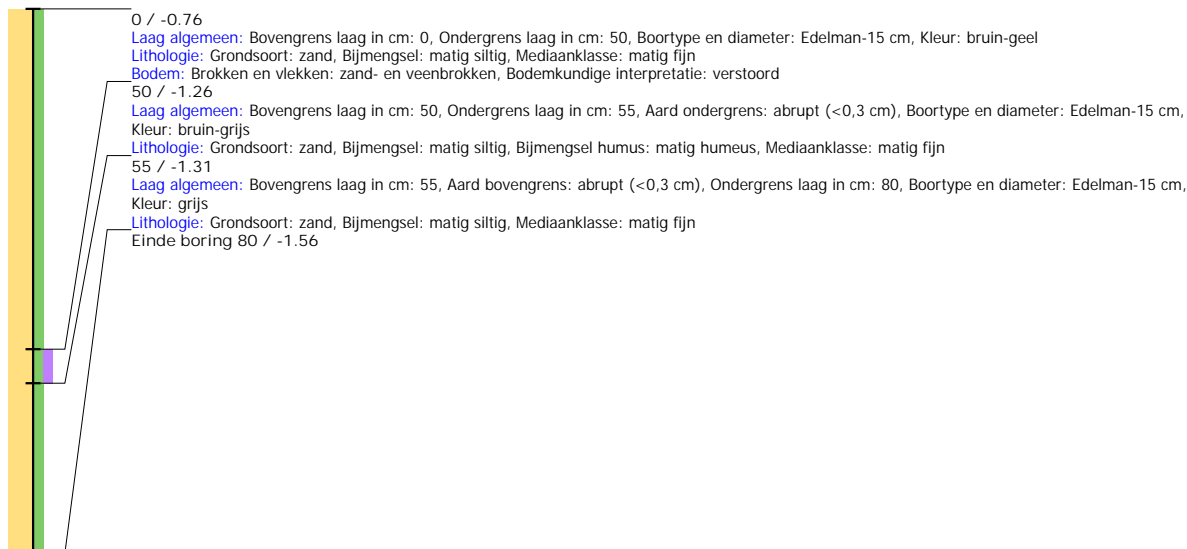 0 / -0.76
Laag algemeen: Bovengrens laag in cm: 0, Ondergrens laag in cm: 50, Boortype en diameter: Edelman-15 cm, Kleur: bruin-geel
Lithologie: Grondsoort: zand, Bijmengsel: matig siltig, Mediaanklasse: matig fijn
Bodem: Brokken en vlekken: zand- en veenbrokken, Bodemkundige interpretatie: verstoord
50 / -1.26
Laag algemeen: Bovengrens laag in cm: 50, Ondergrens laag in cm: 55, Aard ondergrens: abrupt (<0,3 cm), Boortype en diameter: Edelman-15 cm,
Kleur: bruin-grijs
Lithologie: Grondsoort: zand, Bijmengsel: matig siltig, Bijmengsel humus: matig humeus, Mediaanklasse: matig fijn
55 / -1.31
Laag algemeen: Bovengrens laag in cm: 55, Aard bovengrens: abrupt (<0,3 cm), Ondergrens laag in cm: 80, Boortype en diameter: Edelman-15 cm,
Kleur: grijs
Lithologie: Grondsoort: zand, Bijmengsel: matig siltig, Mediaanklasse: matig fijn
Einde boring 80 / -1.56